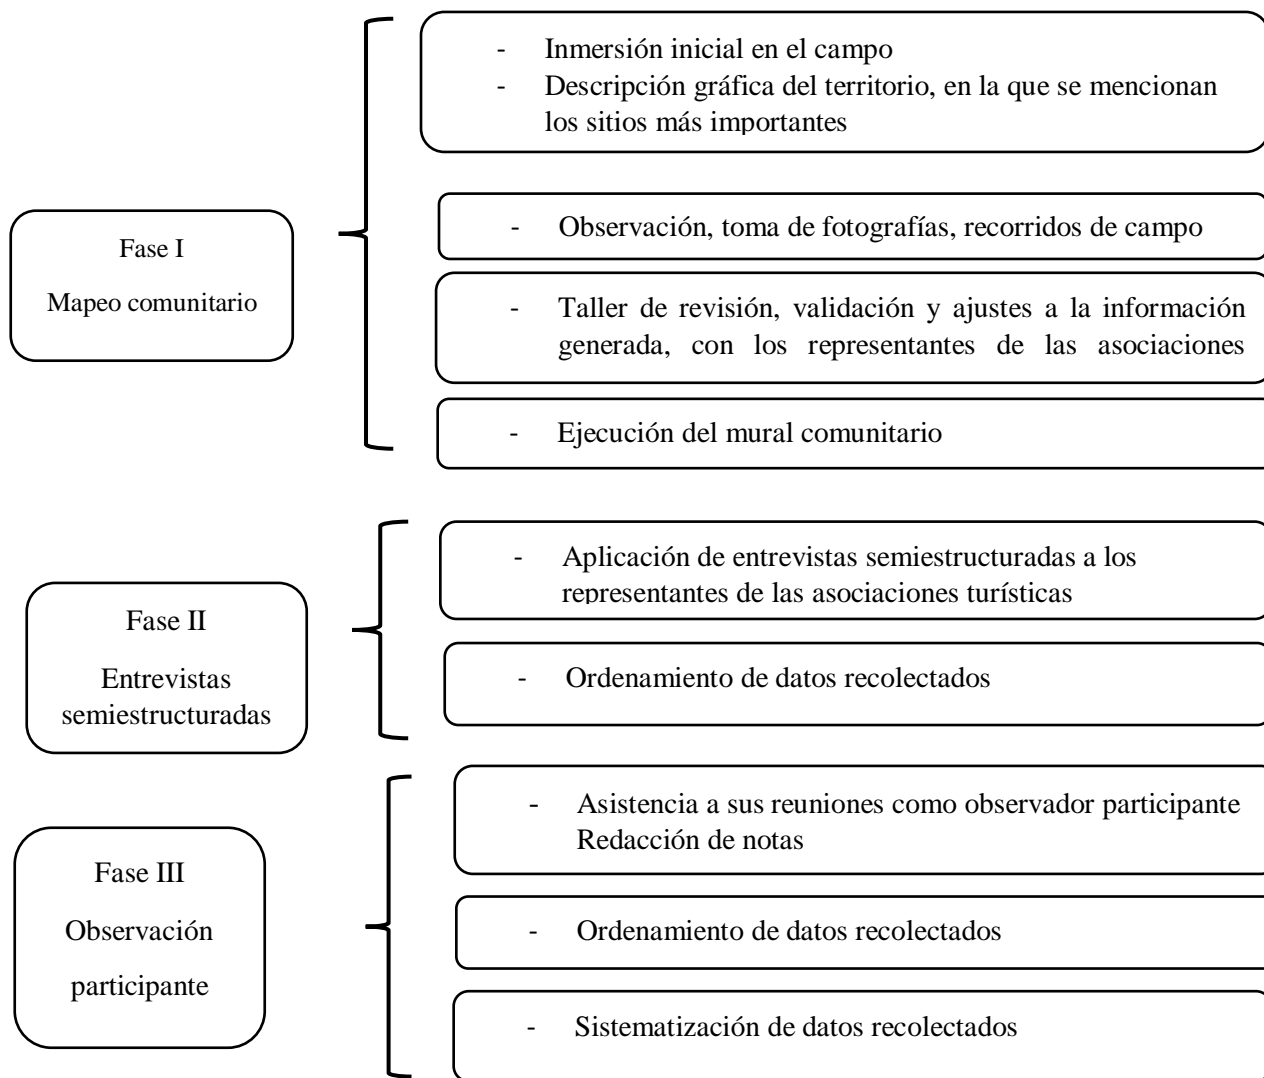 - Inmersión inicial en el campo
- Descripción gráfica del territorio, en la que se mencionan
los sitios más importantes
Fase I
Mapeo comunitario
- Observación, toma de fotografías, recorridos de campo
- Taller de revisión, validación y ajustes a la información
generada, con los representantes de las asociaciones
- Ejecución del mural comunitario
Fase II
Entrevistas
semiestructuradas
- Aplicación de entrevistas semiestructuradas a los
representantes de las asociaciones turísticas
- Ordenamiento de datos recolectados
Fase III
Observación
participante
- Asistencia a sus reuniones como observador participante
Redacción de notas
- Ordenamiento de datos recolectados
- Sistematización de datos recolectados